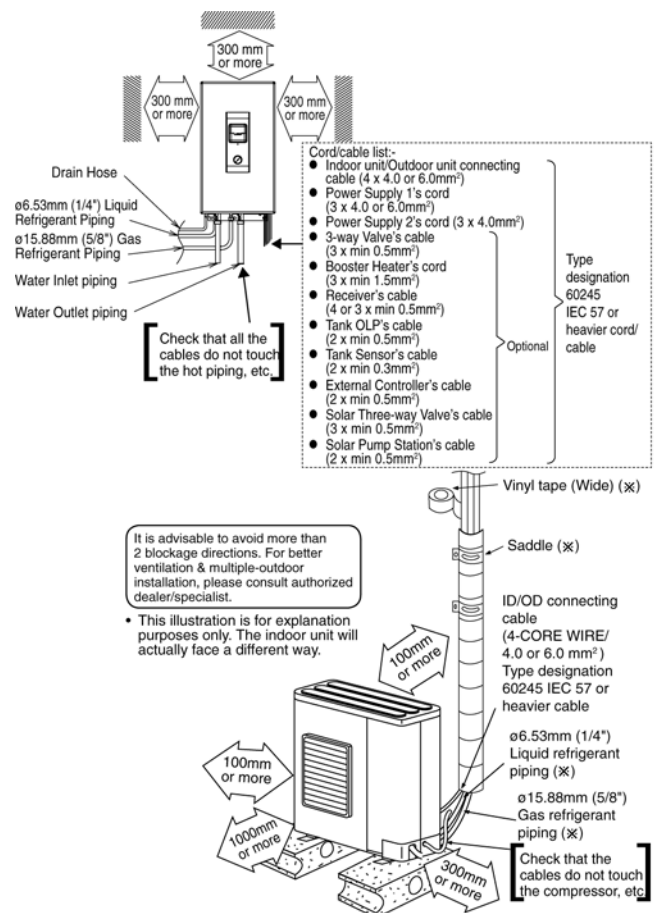 300 mm
or more
300 mm
or more
300 mm
or more
Drain Hose
ø6.53mm (1/4") Liquid
Refrigerant Piping
ø15.88mm (5/8") Gas
Refrigerant Piping
Water Inlet piping
Water Outlet piping
Check that all the
cables do not touch
the hot piping, etc.
Cord/cable list:-
● Indoor unit/Outdoor unit connecting
cable (4 x 4.0 or 6.0mm²)
● Power Supply 1's cord
(3 x 4.0 or 6.0mm²)
● Power Supply 2's cord (3 x 4.0mm²)
● 3-way Valve's cable
(3 x min 0.5mm²)
● Booster Heater's cord
(3 x min 1.5mm²)
● Receiver's cable
(4 or 3 x min 0.5mm²)
● Tank OLP's cable
(2 x min 0.5mm²)
● Tank Sensor's cable
(2 x min 0.3mm²)
● External Controller's cable
(2 x min 0.5mm²)
● Solar Three-way Valve's cable
(3 x min 0.5mm²)
● Solar Pump Station's cable
(2 x min 0.5mm²)
Optional
Type
designation
60245
IEC 57 or
heavier cord/
cable
Vinyl tape (Wide) (※)
Saddle (※)
It is advisable to avoid more than
2 blockage directions. For better
ventilation & multiple-outdoor
installation, please consult authorized
dealer/specialist.
• This illustration is for explanation
purposes only. The indoor unit will
actually face a different way.
ID/OD connecting
cable
(4-CORE WIRE/
4.0 or 6.0 mm²)
Type designation
60245 IEC 57 or
heavier cable
ø6.53mm (1/4")
Liquid refrigerant
piping (※)
ø15.88mm (5/8")
Gas refrigerant
piping (※)
Check that the
cables do not touch
the compressor, etc
100mm
or more
100mm
or more
1000mm
or more
300mm
or more